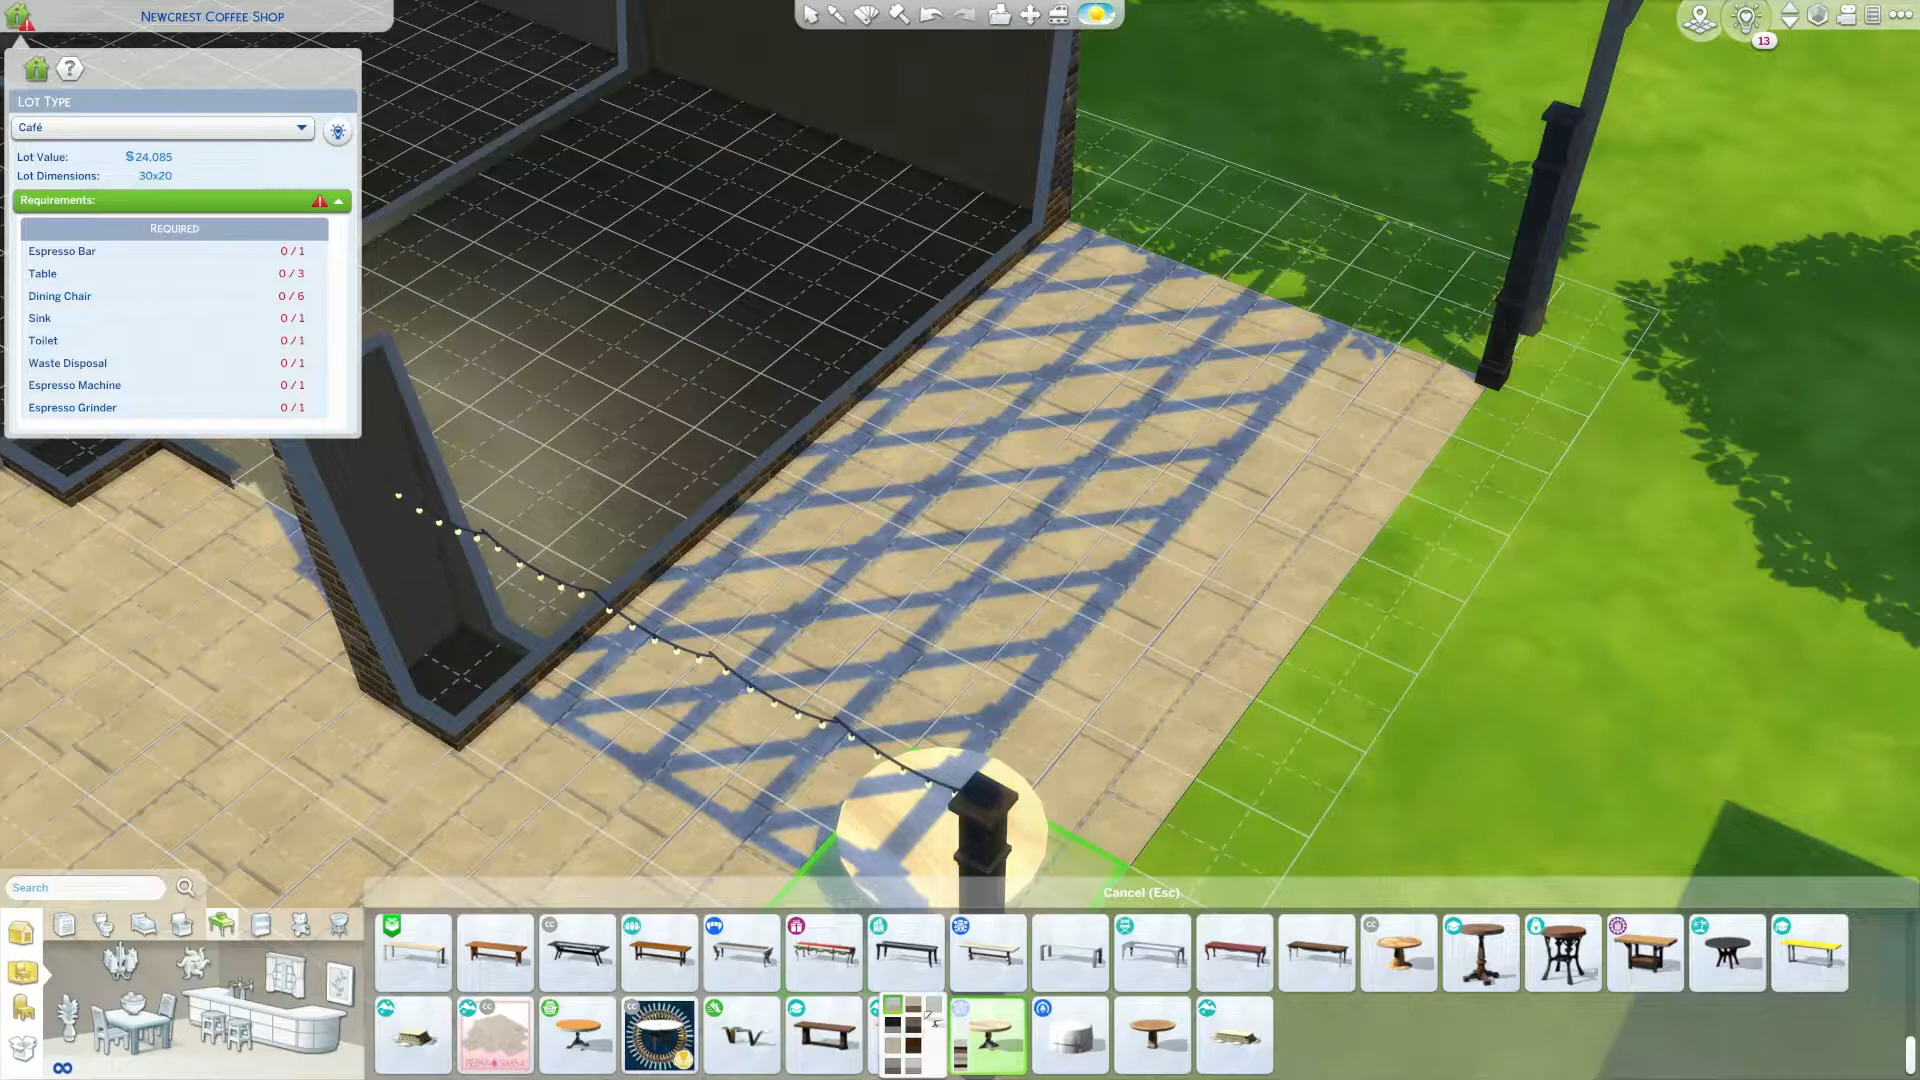 Newcrest Coffee Shop
13
Lot Type
Café
Lot Value: §24,085
Lot Dimensions: 30x20
Requirements:
Required
Espresso Bar 0 / 1
Table 0 / 3
Dining Chair 0 / 6
Sink 0 / 1
Toilet 0 / 1
Waste Disposal 0 / 1
Espresso Machine 0 / 1
Espresso Grinder 0 / 1
Search
Cancel (Esc)
CC
CC
CC
CC